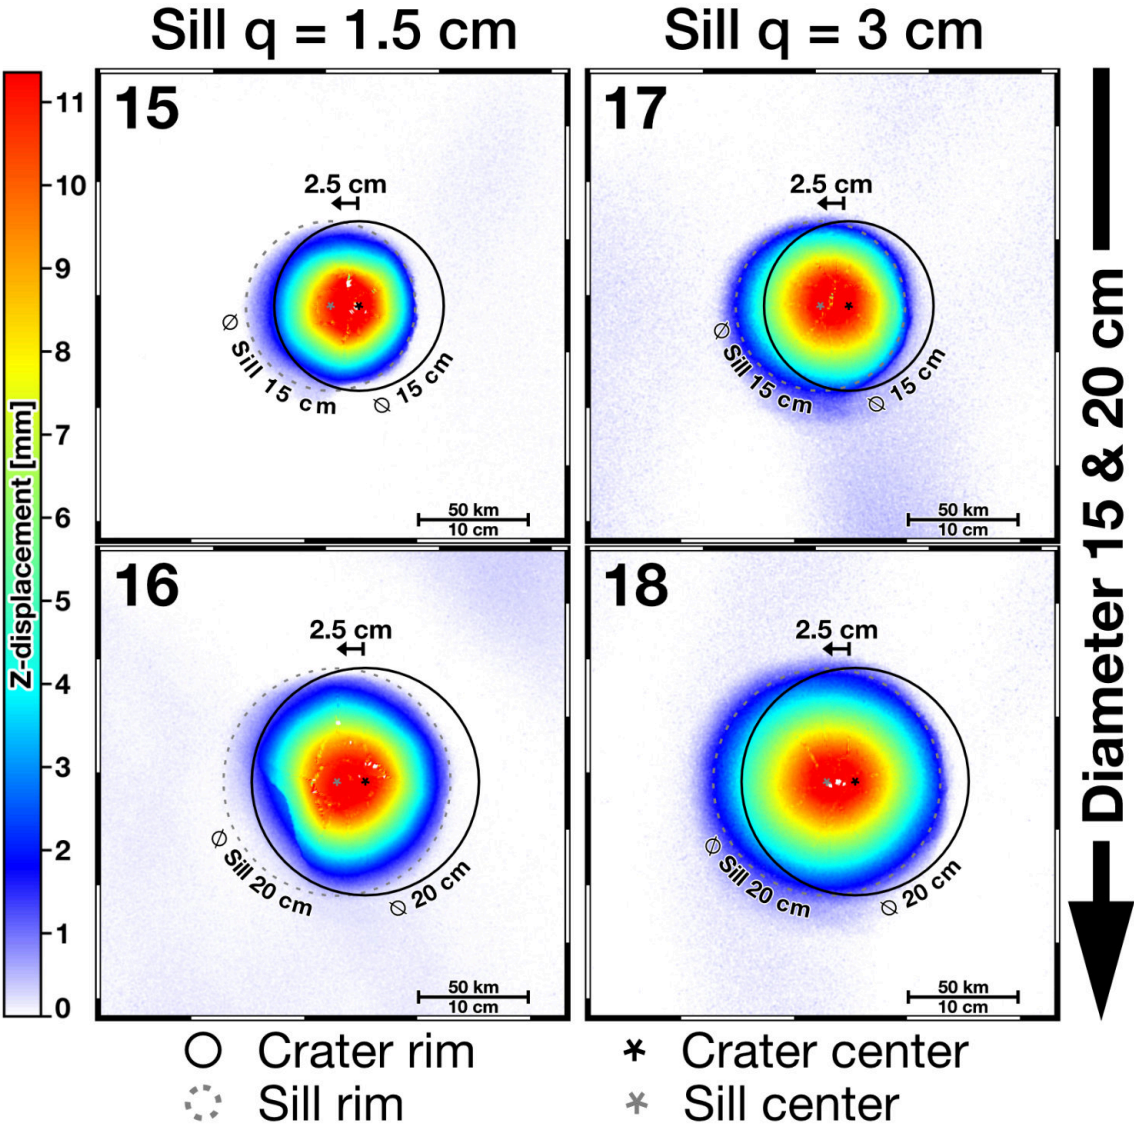 Sill q = 1.5 cm
Sill q = 3 cm
Z-displacement [mm]
11
10
9
8
7
6
5
4
3
2
1
0
15
2.5 cm
∅ Sill 15 cm
∅ 15 cm
50 km
10 cm
17
2.5 cm
∅ Sill 15 cm
∅ 15 cm
50 km
10 cm
16
2.5 cm
∅ Sill 20 cm
∅ 20 cm
50 km
10 cm
18
2.5 cm
∅ Sill 20 cm
∅ 20 cm
50 km
10 cm
Diameter 15 & 20 cm
Crater rim
Crater center
Sill rim
Sill center